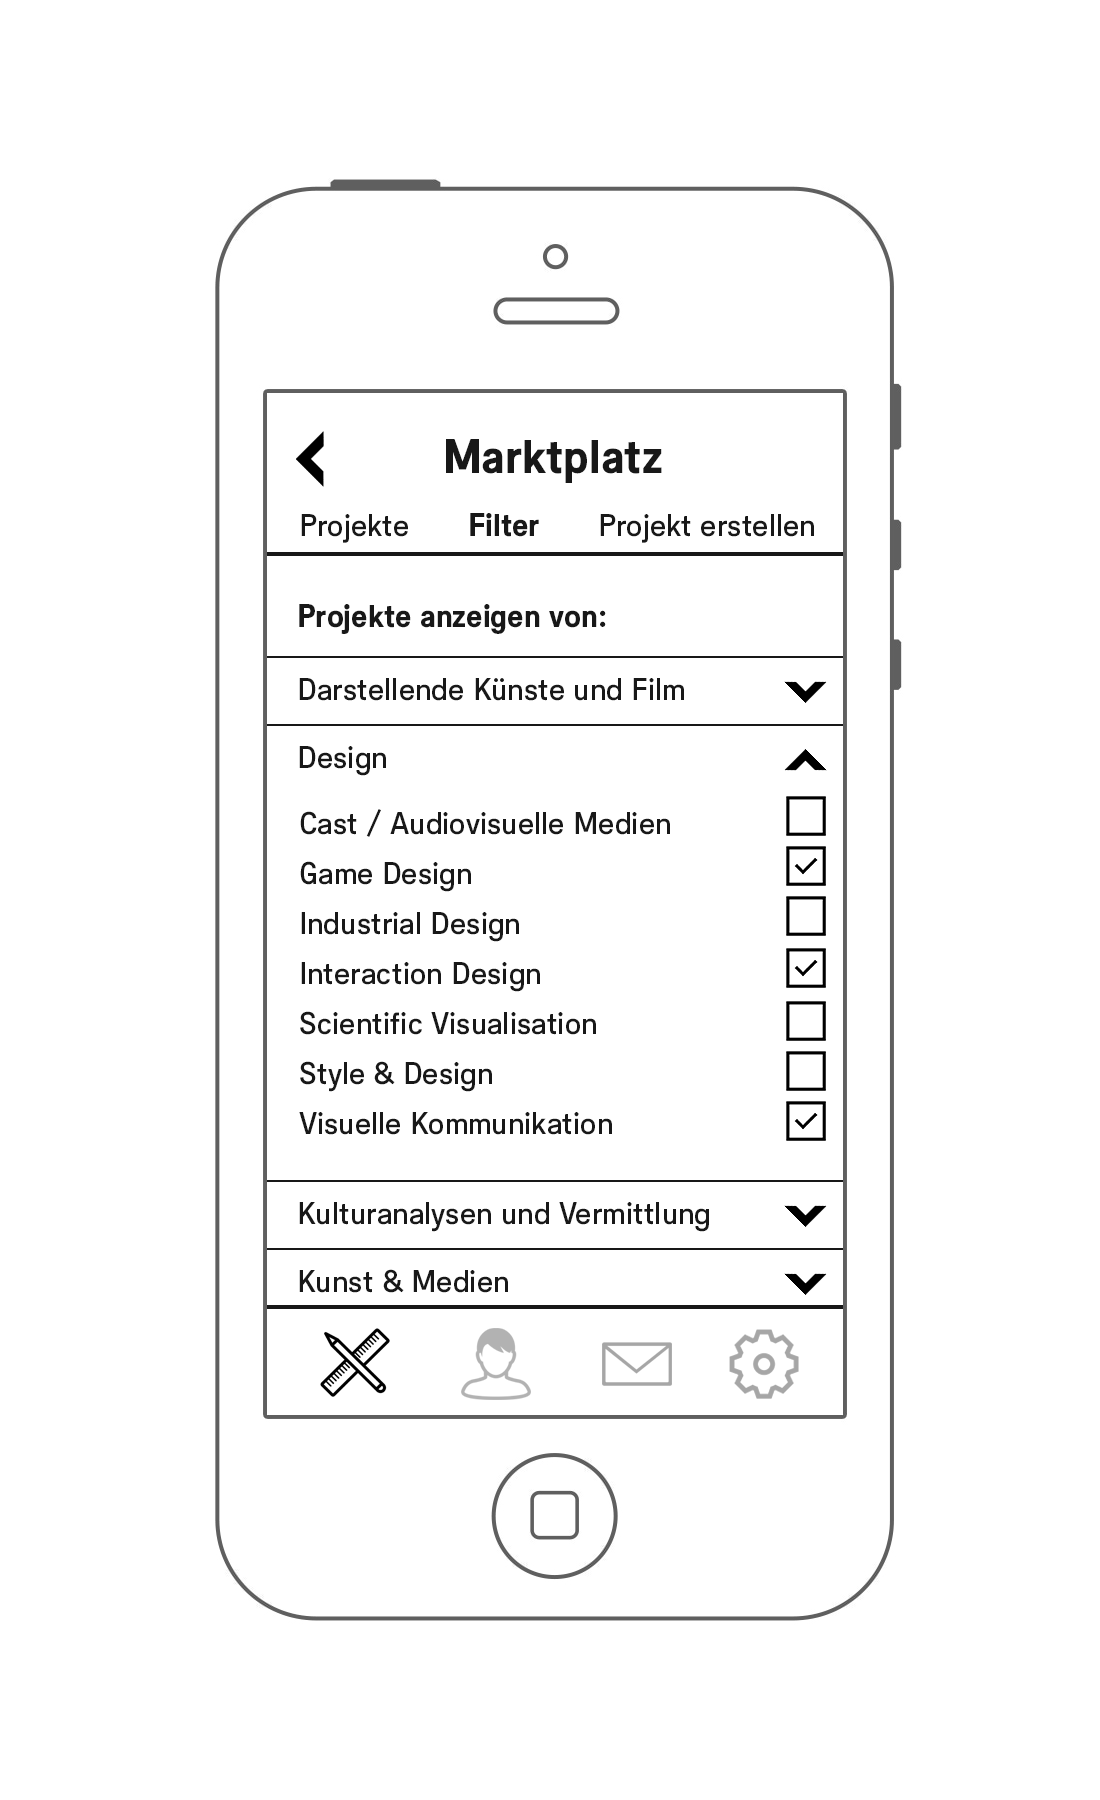 Marktplatz
Projekte Filter Projekt erstellen
Projekte anzeigen von:
Darstellende Künste und Film
Design
Cast / Audiovisuelle Medien
Game Design
Industrial Design
Interaction Design
Scientific Visualisation
Style & Design
Visuelle Kommunikation
Kulturanalysen und Vermittlung
Kunst & Medien